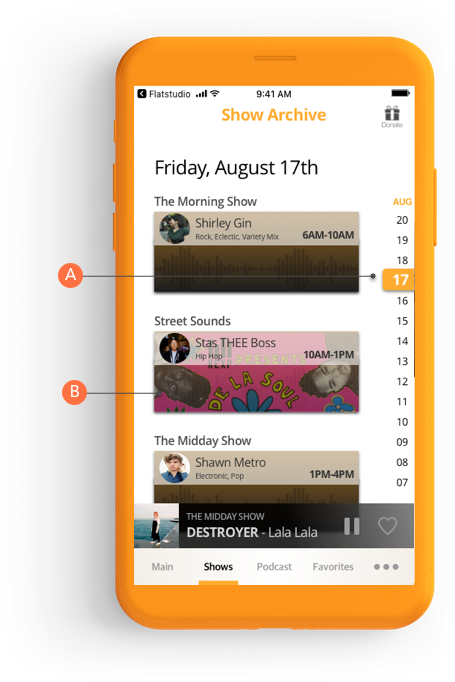 Flatstudio
9:41 AM
Show Archive
Donate
Friday, August 17th
The Morning Show
Shirley Gin
Rock, Eclectic, Variety Mix
6AM-10AM
Street Sounds
Stas THEE Boss
Hip Hop
10AM-1PM
PRESENTS
DE LA SOUL
The Midday Show
Shawn Metro
Electronic, Pop
1PM-4PM
AUG
20
19
18
17
16
15
14
13
12
11
10
09
08
07
A
B
THE MIDDAY SHOW
DESTROYER - Lala Lala
Main
Shows
Podcast
Favorites